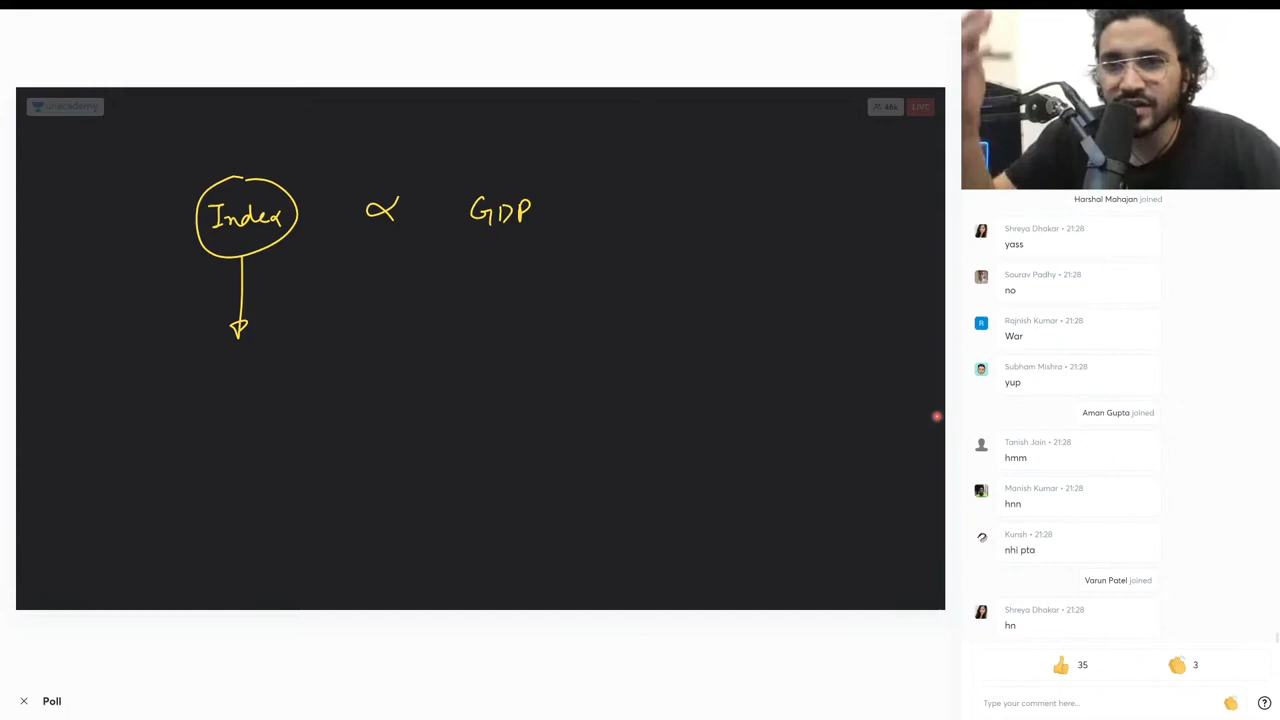 unacademy
46k
LIVE
Index ∝ GDP
Harshal Mahajan joined
Shreya Dhakar • 21:28
yass
Sourav Padhy • 21:28
no
R
Rajnish Kumar • 21:28
War
Subham Mishra • 21:28
yup
Aman Gupta joined
Tanish Jain • 21:28
hmm
Manish Kumar • 21:28
hnn
Kunsh • 21:28
nhi pta
Varun Patel joined
Shreya Dhakar • 21:28
hn
35
3
Type your comment here...
?
Poll